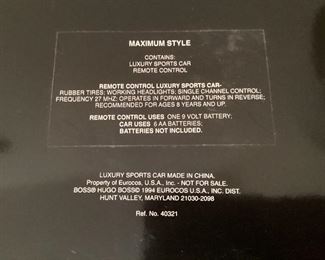 MAXIMUM STYLE
CONTAINS:
LUXURY SPORTS CAR
REMOTE CONTROL
REMOTE CONTROL LUXURY SPORTS CAR-
RUBBER TIRES; WORKING HEADLIGHTS; SINGLE CHANNEL CONTROL;
FREQUENCY 27 MHZ; OPERATES IN FORWARD AND TURNS IN REVERSE;
RECOMMENDED FOR AGES 8 YEARS AND UP.
REMOTE CONTROL USES ONE 9 VOLT BATTERY;
CAR USES 6 AA BATTERIES;
BATTERIES NOT INCLUDED.
LUXURY SPORTS CAR MADE IN CHINA.
Property of Eurocos, U.S.A., Inc. - NOT FOR SALE.
BOSS® HUGO BOSS© 1994 EUROCOS U.S.A., INC. DIST.
HUNT VALLEY, MARYLAND 21030-2098
Ref. No. 40321